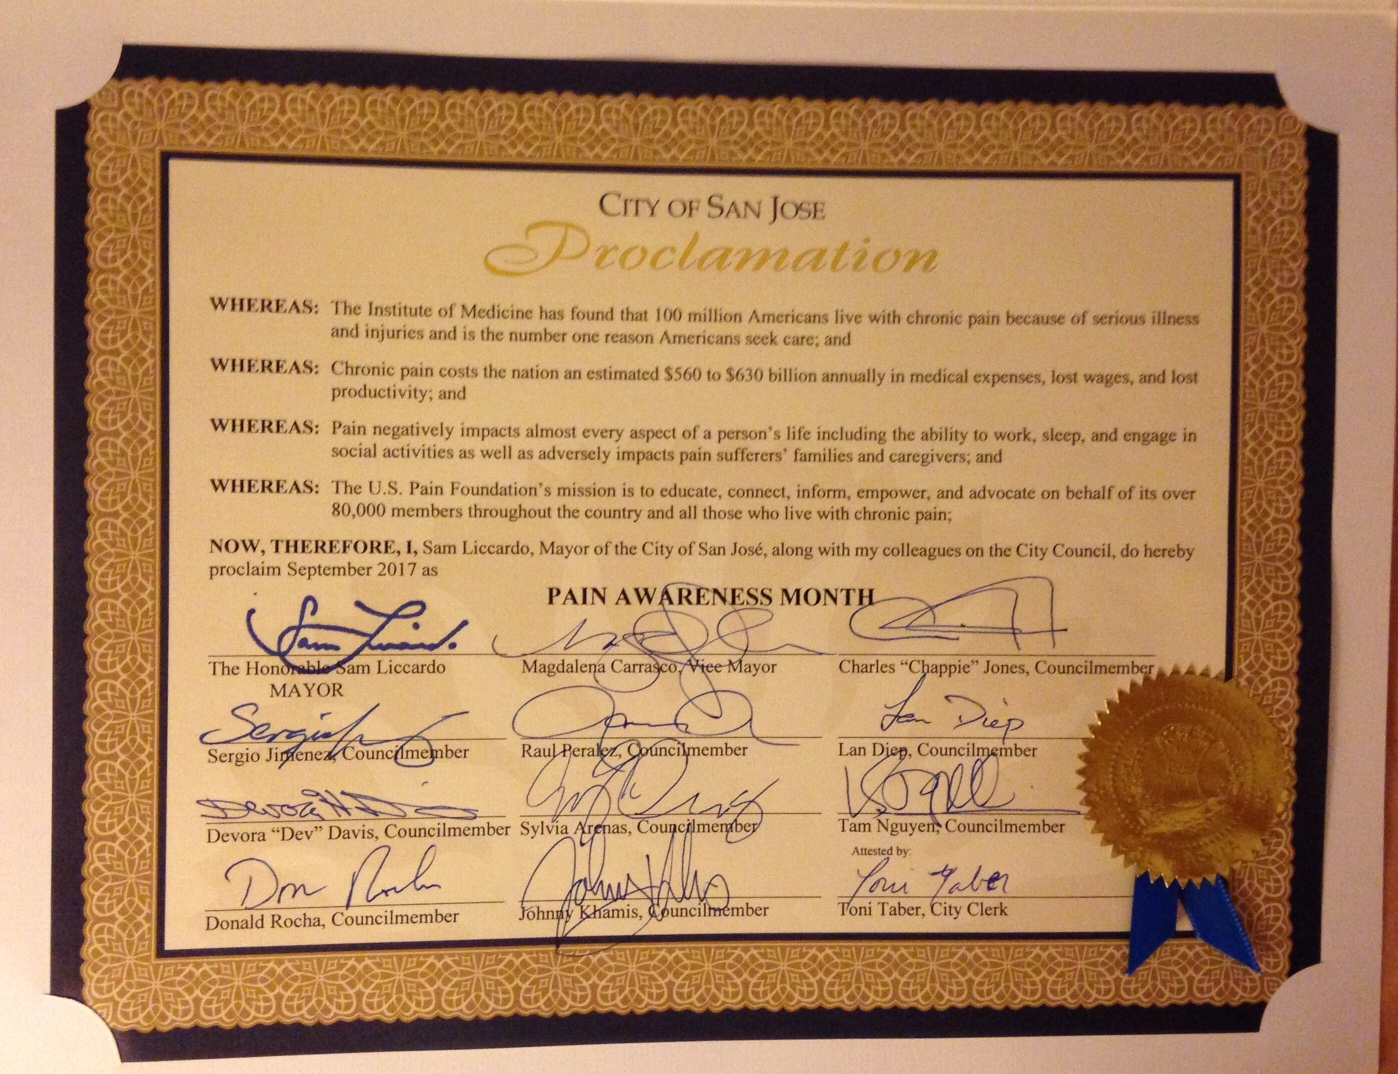 CITY OF SAN JOSE
Proclamation
WHEREAS: The Institute of Medicine has found that 100 million Americans live with chronic pain because of serious illness
and injuries and is the number one reason Americans seek care; and
WHEREAS: Chronic pain costs the nation an estimated $560 to $630 billion annually in medical expenses, lost wages, and lost
productivity; and
WHEREAS: Pain negatively impacts almost every aspect of a person's life including the ability to work, sleep, and engage in
social activities as well as adversely impacts pain sufferers' families and caregivers; and
WHEREAS: The U.S. Pain Foundation's mission is to educate, connect, inform, empower, and advocate on behalf of its over
80,000 members throughout the country and all those who live with chronic pain;
NOW, THEREFORE, I, Sam Liccardo, Mayor of the City of San José, along with my colleagues on the City Council, do hereby
proclaim September 2017 as
PAIN AWARENESS MONTH
Sam Liccardo
The Honorable Sam Liccardo
MAYOR
Magdalena Carrasco, Vice Mayor
Charles “Chappie” Jones, Councilmember
Sergio
Sergio Jimenez, Councilmember
Raul Peralez, Councilmember
Lan Diep
Lan Diep, Councilmember
Devora “Dev” Davis, Councilmember
Sylvia Arenas, Councilmember
Tam Nguyen, Councilmember
Don Rocha
Donald Rocha, Councilmember
Johnny Khamis, Councilmember
Attested by:
Toni Taber
Toni Taber, City Clerk